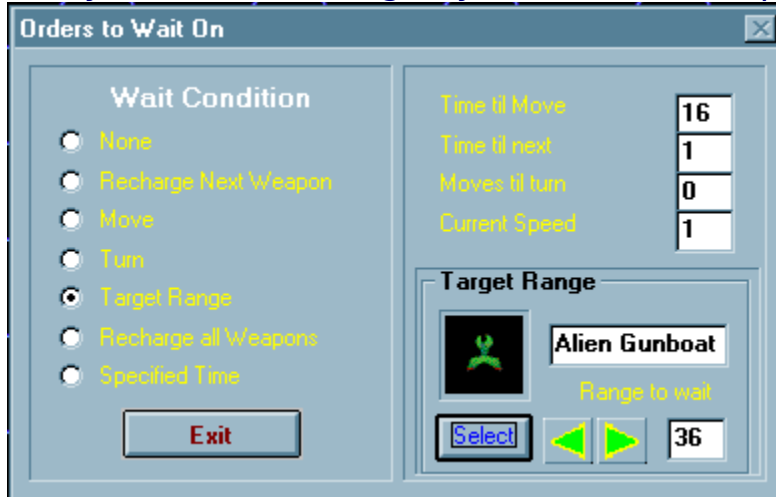 Orders to Wait On
Wait Condition
None
Recharge Next Weapon
Move
Turn
Target Range
Recharge all Weapons
Specified Time
Exit
Time til Move 16
Time til next 1
Moves til turn 0
Current Speed 1
Target Range
Alien Gunboat
Range to wait
Select 36